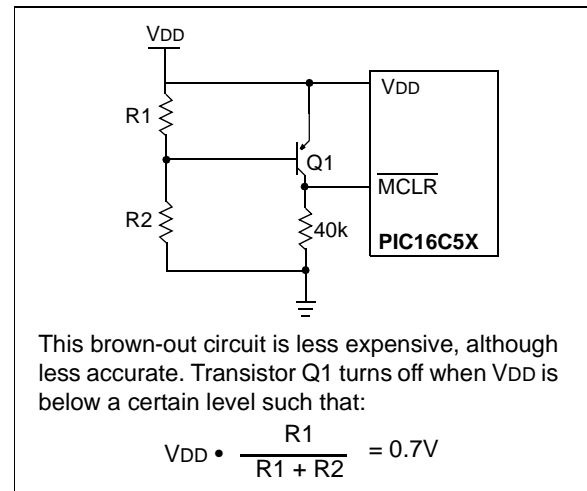 VDD
VDD
R1
Q1
MCLR
R2
40k
PIC16C5X
This brown-out circuit is less expensive, although
less accurate. Transistor Q1 turns off when VDD is
below a certain level such that:
VDD • R1 / R1 + R2 = 0.7V